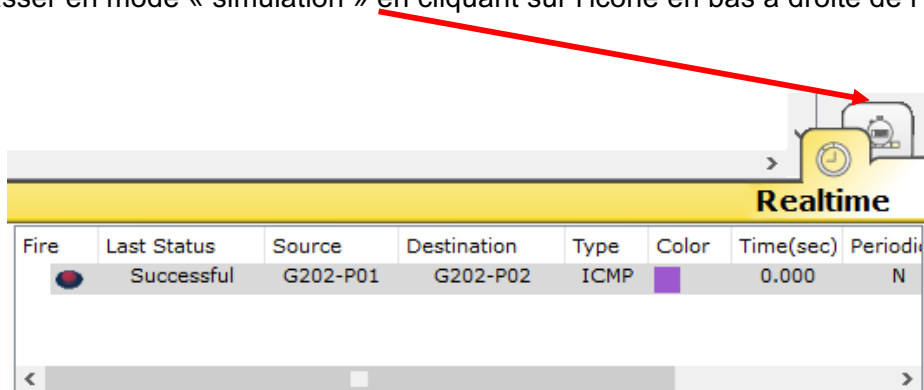 sser en mode « simulation » en cliquant sur l'icone en bas à droite de l
Realtime
Fire Last Status Source Destination Type Color Time(sec) Periodi
Successful G202-P01 G202-P02 ICMP 0.000 N